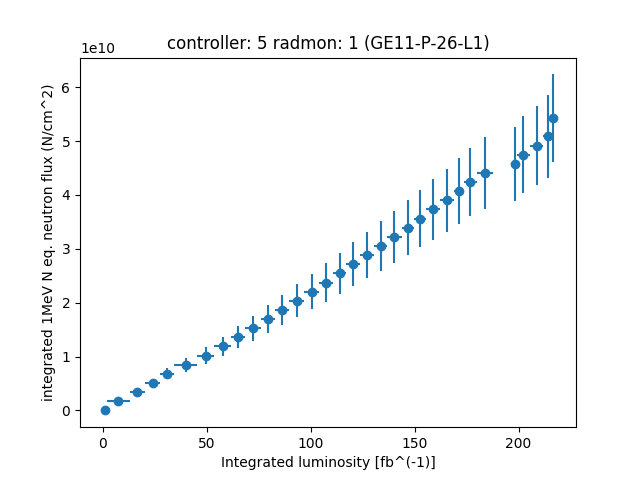 controller: 5 radmon: 1 (GE11-P-26-L1)
1e10
integrated 1MeV N eq. neutron flux (N/cm^2)
6
5
4
3
2
1
0
0 50 100 150 200
Integrated luminosity [fb^(-1)]